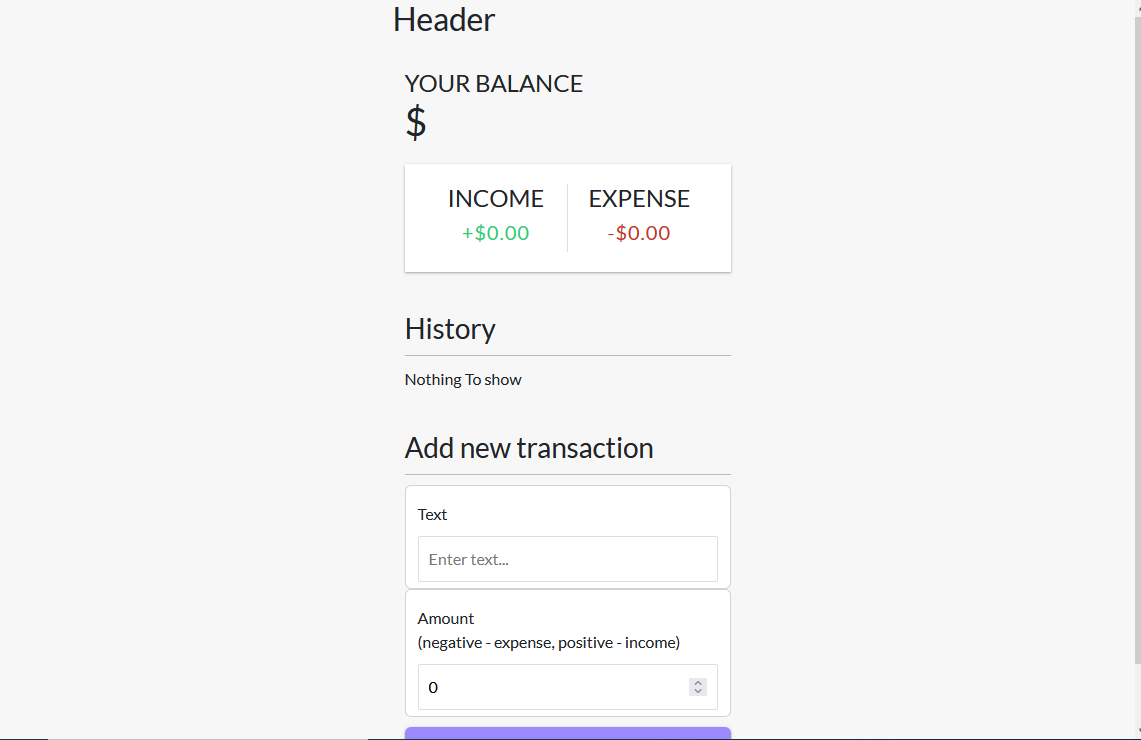 Header
YOUR BALANCE
$
INCOME
EXPENSE
+$0.00
-$0.00
History
Nothing To show
Add new transaction
Text
Enter text...
Amount
(negative - expense, positive - income)
0